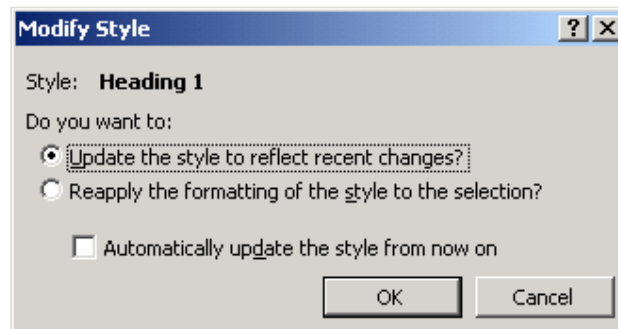 Modify Style
Style: Heading 1
Do you want to:
Update the style to reflect recent changes?
Reapply the formatting of the style to the selection?
Automatically update the style from now on
OK Cancel